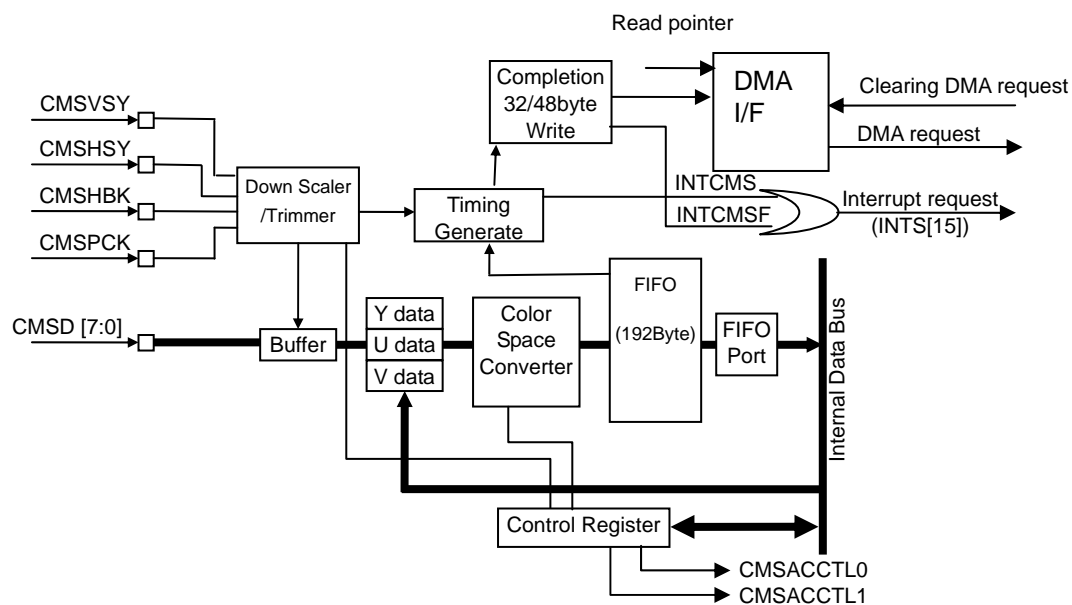 Read pointer
Completion
32/48byte
Write
DMA
I/F
Clearing DMA request
DMA request
CMSVSY
CMSHSY
CMSHBK
CMSPCK
Down Scaler
/Trimmer
Timing
Generate
INTCMS
INTCMSF
Interrupt request
(INTS[15])
CMSD [7:0]
Buffer
Y data
U data
V data
Color
Space
Converter
FIFO
(192Byte)
FIFO
Port
Internal Data Bus
Control Register
CMSACCTL0
CMSACCTL1